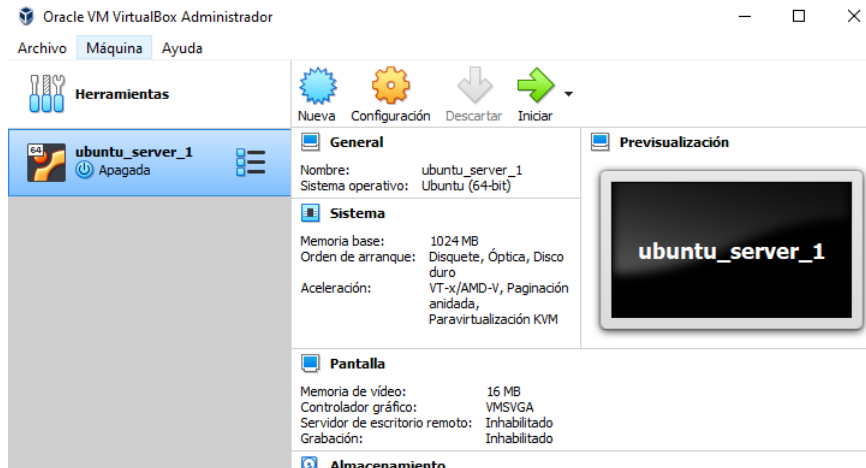 Oracle VM VirtualBox Administrador
Archivo Máquina Ayuda
Herramientas
Nueva Configuración Descartar Iniciar
64
ubuntu_server_1
Apagada
General
Nombre: ubuntu_server_1
Sistema operativo: Ubuntu (64-bit)
Sistema
Memoria base: 1024 MB
Orden de arranque: Disquete, Óptica, Disco
duro
Aceleración: VT-x/AMD-V, Paginación
anidada,
Paravirtualización KVM
Previsualización
ubuntu_server_1
Pantalla
Memoria de vídeo: 16 MB
Controlador gráfico: VMSVGA
Servidor de escritorio remoto: Inhabilitado
Grabación: Inhabilitado
Almacenamiento